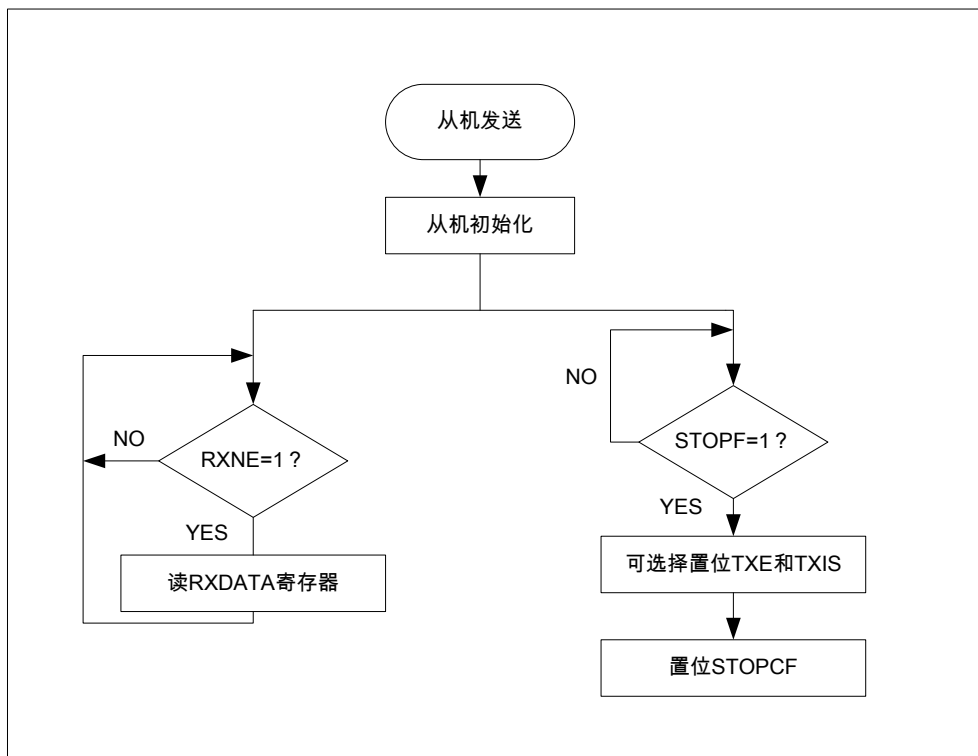 从机发送
从机初始化
NO
RXNE=1？
YES
读RXDATA寄存器
NO
STOPF=1？
YES
可选择置位TXE和TXIS
置位STOPCF